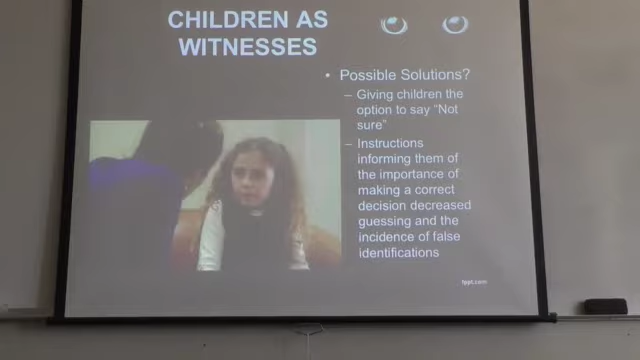 CHILDREN AS
WITNESSES
• Possible Solutions?
– Giving children the
option to say “Not
sure”
– Instructions
informing them of
the importance of
making a correct
decision decreased
guessing and the
incidence of false
identifications
fppt.com